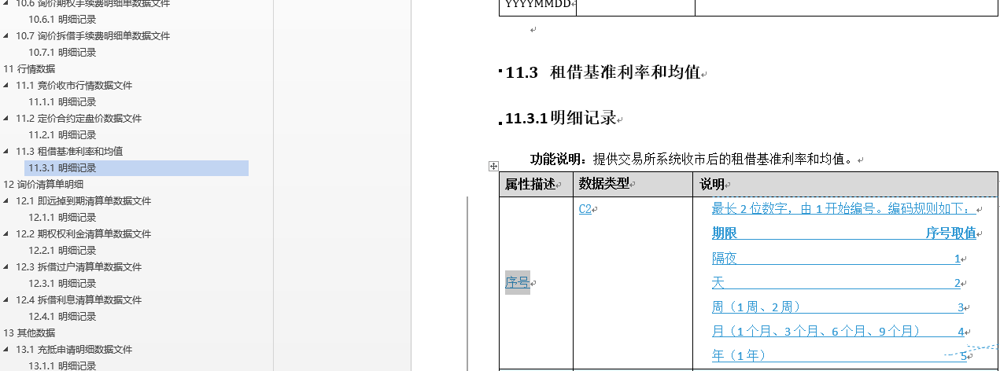 10.6 询价期权手续费明细单数据文件
10.6.1 明细记录
10.7 询价拆借手续费明细单数据文件
10.7.1 明细记录
11 行情数据
11.1 竞价收市行情数据文件
11.1.1 明细记录
11.2 定价合约定盘价数据文件
11.2.1 明细记录
11.3 租借基准利率和均值
11.3.1 明细记录
12 询价清算单明细
12.1 即远掉到期清算单数据文件
12.1.1 明细记录
12.2 期权权利金清算单数据文件
12.2.1 明细记录
12.3 拆借过户清算单数据文件
12.3.1 明细记录
12.4 拆借利息清算单数据文件
12.4.1 明细记录
13 其他数据
13.1 充抵申请明细数据文件
13.1.1 明细记录
YYYYMMDD
11.3 租借基准利率和均值
11.3.1 明细记录
功能说明：提供交易所系统收市后的租借基准利率和均值。
属性描述 数据类型 说明
序号 C2 最长 2 位数字，由 1 开始编号。编码规则如下：
期限 序号取值
隔夜 1
天 2
周（1 周、2 周） 3
月（1 个月、3 个月、6 个月、9 个月） 4
年（1 年） 5